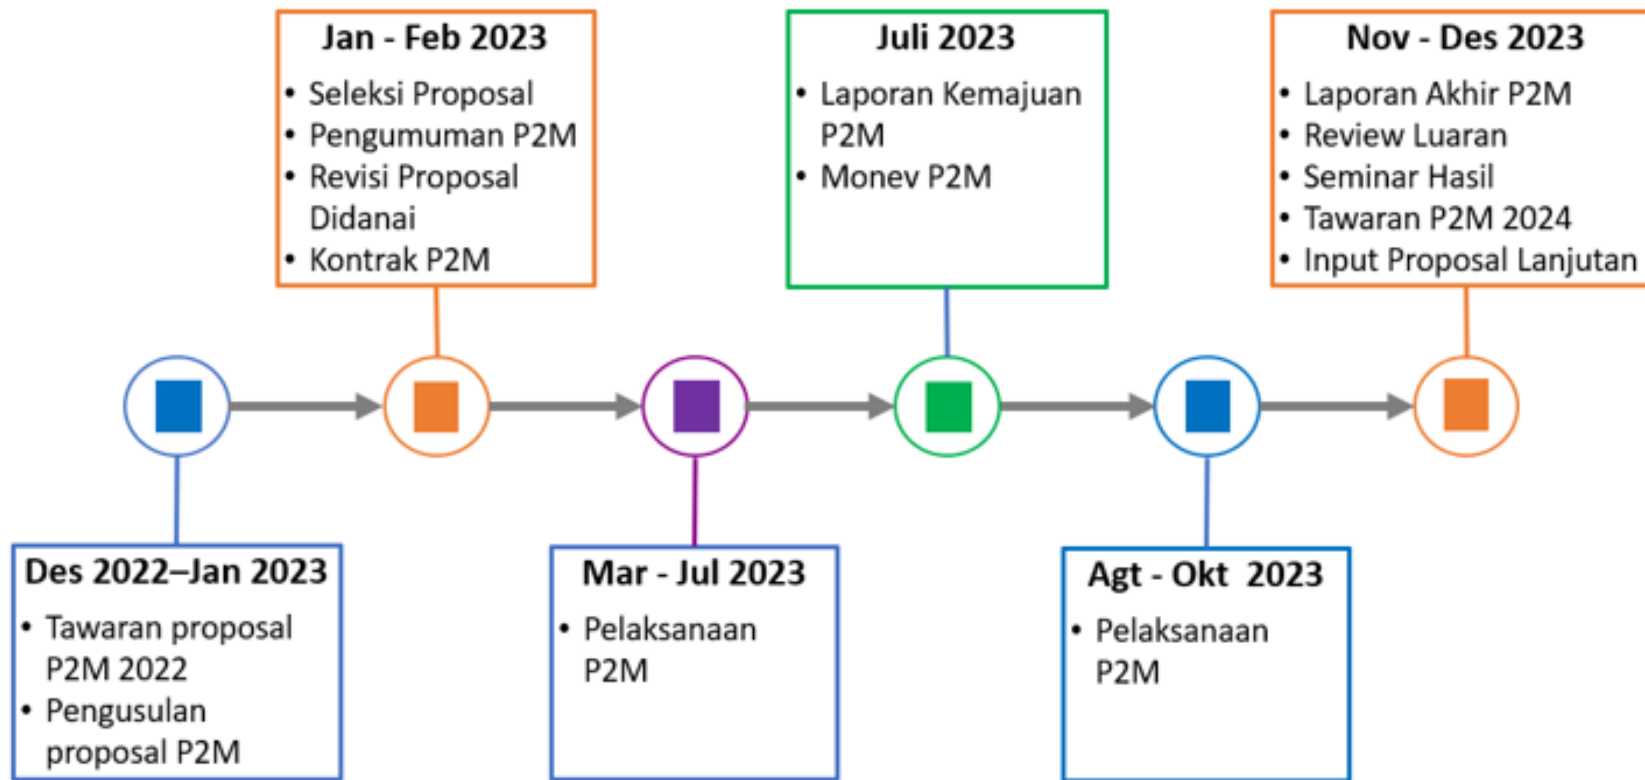 Jan - Feb 2023
• Seleksi Proposal
• Pengumuman P2M
• Revisi Proposal
Didanai
• Kontrak P2M
Juli 2023
• Laporan Kemajuan
P2M
• Monev P2M
Nov - Des 2023
• Laporan Akhir P2M
• Review Luaran
• Seminar Hasil
• Tawaran P2M 2024
• Input Proposal Lanjutan
Des 2022–Jan 2023
• Tawaran proposal
P2M 2022
• Pengusulan
proposal P2M
Mar - Jul 2023
• Pelaksanaan
P2M
Agt - Okt 2023
• Pelaksanaan
P2M